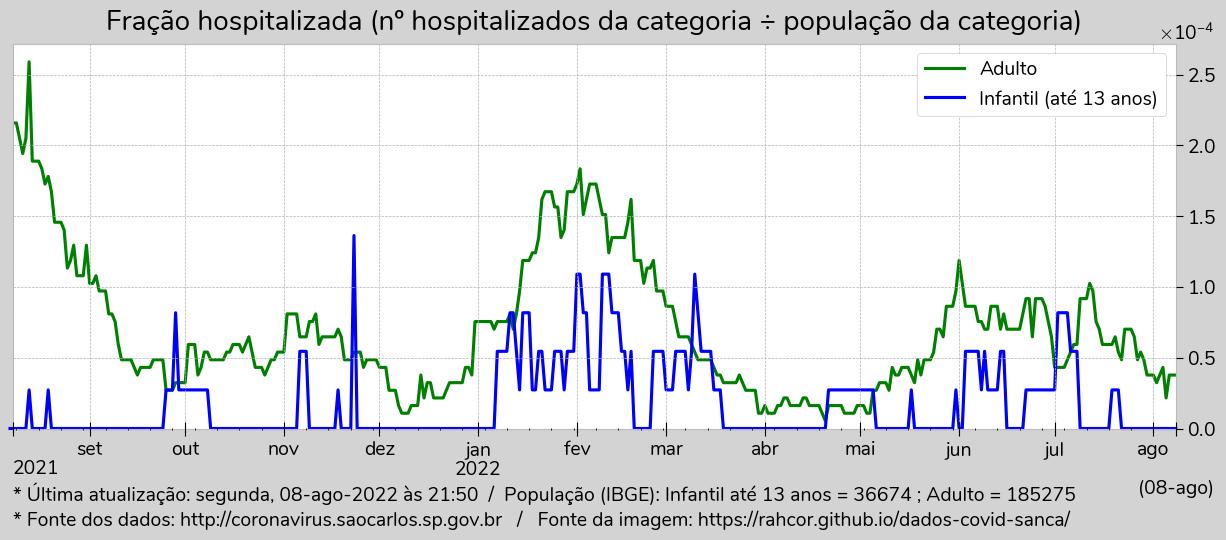 Fração hospitalizada (nº hospitalizados da categoria ÷ população da categoria)
×10⁻⁴
Adulto
Infantil (até 13 anos)
2.5
2.0
1.5
1.0
0.5
0.0
set out nov dez jan fev mar abr mai jun jul ago
2021 2022
(08-ago)
* Última atualização: segunda, 08-ago-2022 às 21:50 / População (IBGE): Infantil até 13 anos = 36674 ; Adulto = 185275
* Fonte dos dados: http://coronavirus.saocarlos.sp.gov.br / Fonte da imagem: https://rahcor.github.io/dados-covid-sanca/